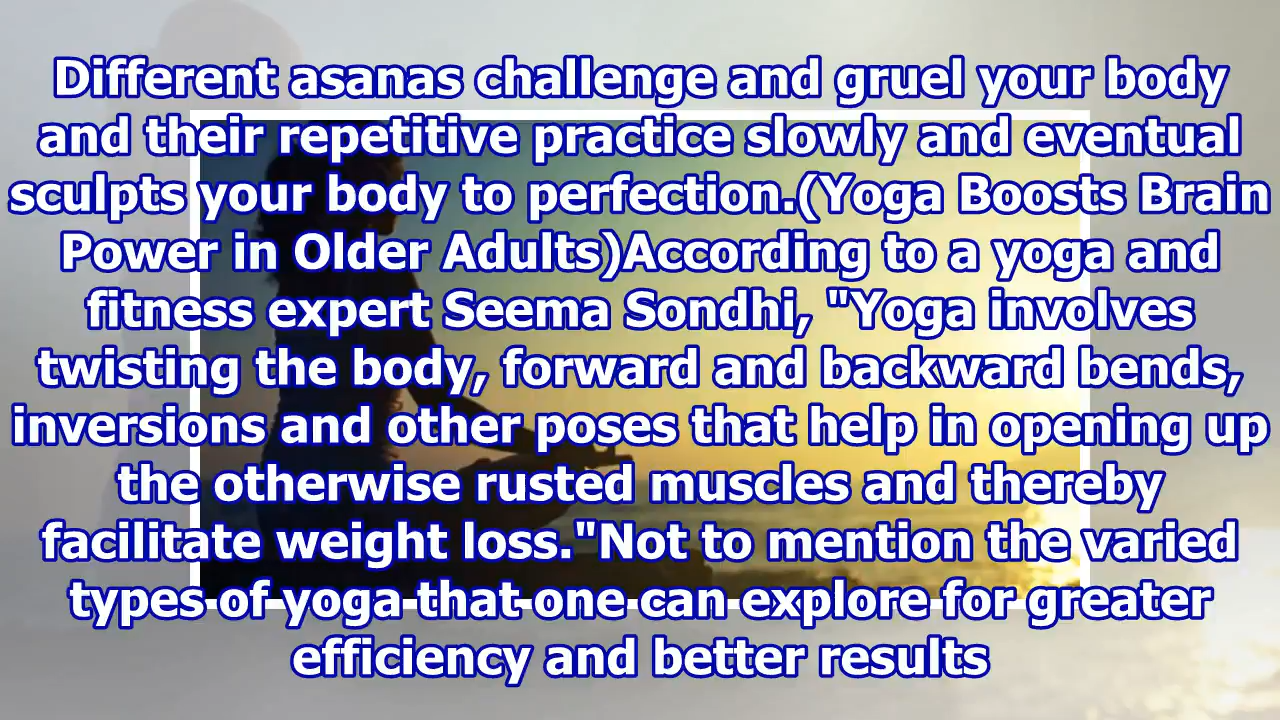 Different asanas challenge and gruel your body
and their repetitive practice slowly and eventual
sculpts your body to perfection.(Yoga Boosts Brain
Power in Older Adults)According to a yoga and
fitness expert Seema Sondhi, "Yoga involves
twisting the body, forward and backward bends,
inversions and other poses that help in opening up
the otherwise rusted muscles and thereby
facilitate weight loss."Not to mention the varied
types of yoga that one can explore for greater
efficiency and better results